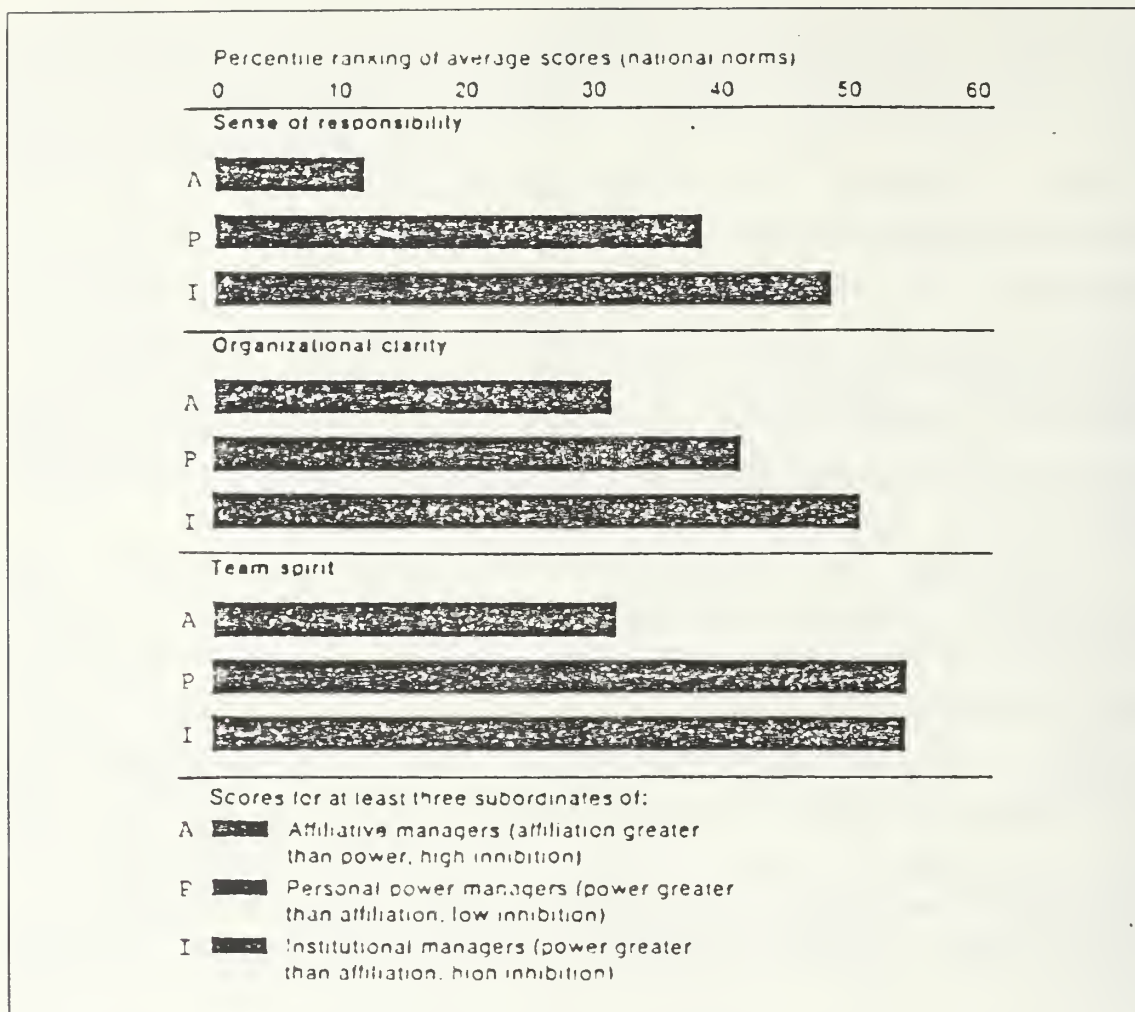 Percentile ranking of average scores (national norms)
0 10 20 30 40 50 60
Sense of responsibility
A
P
I
Organizational clarity
A
P
I
Team spirit
A
P
I
Scores for at least three subordinates of:
A Affiliative managers (affiliation greater
than power, high inhibition)
P Personal power managers (power greater
than affiliation, low inhibition)
I Institutional managers (power greater
than affiliation, high inhibition)